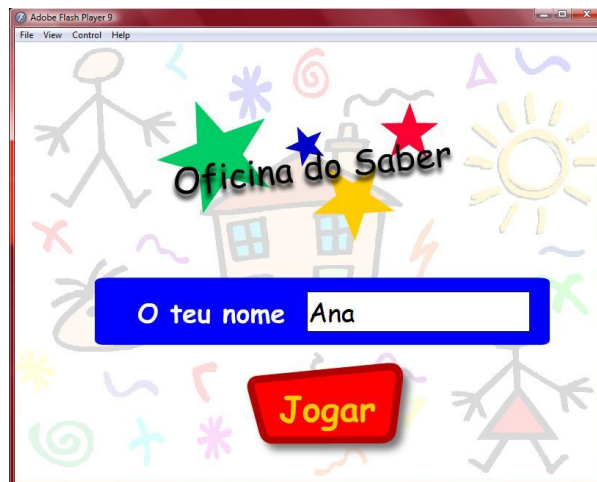 Adobe Flash Player 9
File View Control Help
Oficina do Saber
O teu nome Ana
Jogar